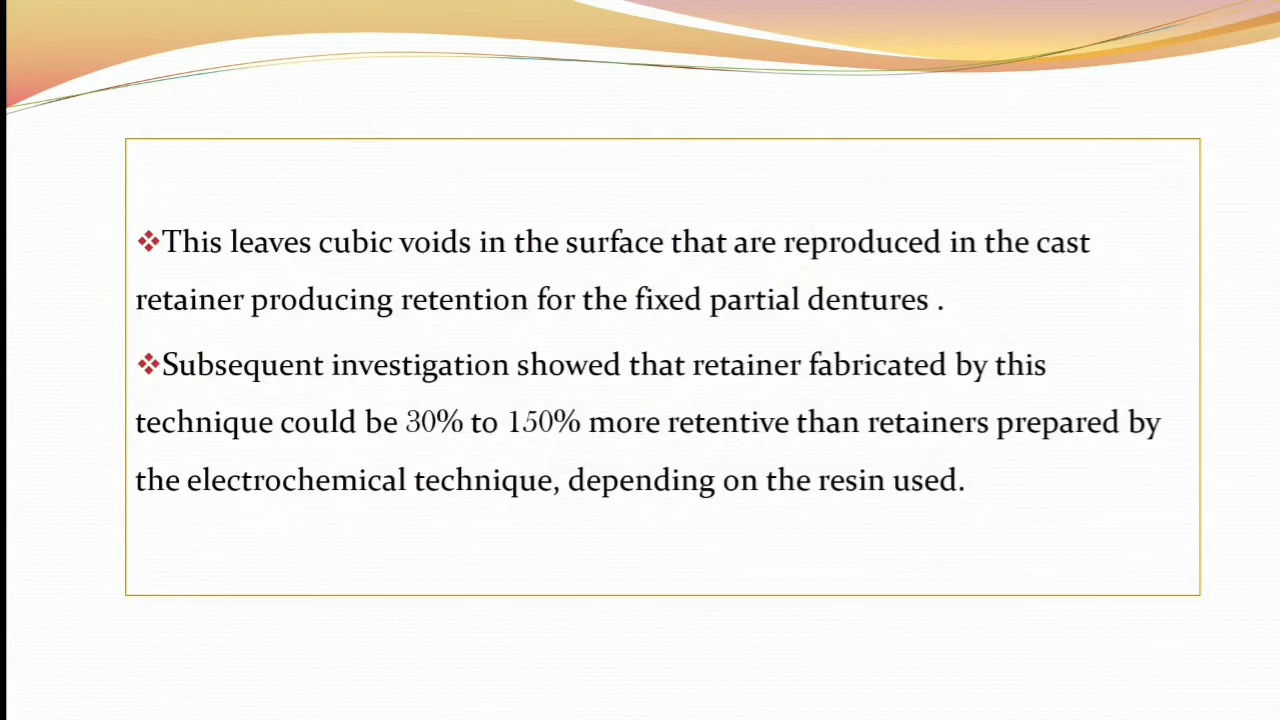 ❖This leaves cubic voids in the surface that are reproduced in the cast
retainer producing retention for the fixed partial dentures .
❖Subsequent investigation showed that retainer fabricated by this
technique could be 30% to 150% more retentive than retainers prepared by
the electrochemical technique, depending on the resin used.